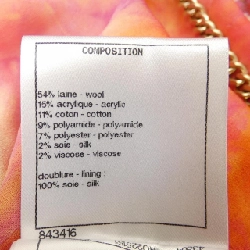 COMPOSITION
54% laine - wool
15% acrylique - acrylic
11% coton - cotton
9% polyamide - polyamide
7% polyester - polyester
2% soie - silk
2% viscose - viscose
doublure - lining :
100% soie - silk
843416